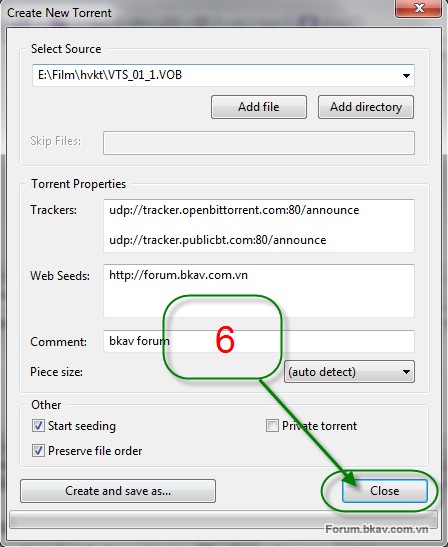 Create New Torrent
Select Source
E:\Film\hvkt\VTS_01_1.VOB
Add file
Add directory
Skip Files:
Torrent Properties
Trackers:
udp://tracker.openbittorrent.com:80/announce
udp://tracker.publicbt.com:80/announce
Web Seeds:
http://forum.bkav.com.vn
Comment:
bkav forum
6
Piece size:
(auto detect)
Other
Start seeding
Private torrent
Preserve file order
Create and save as...
Close
Forum.bkav.com.vn